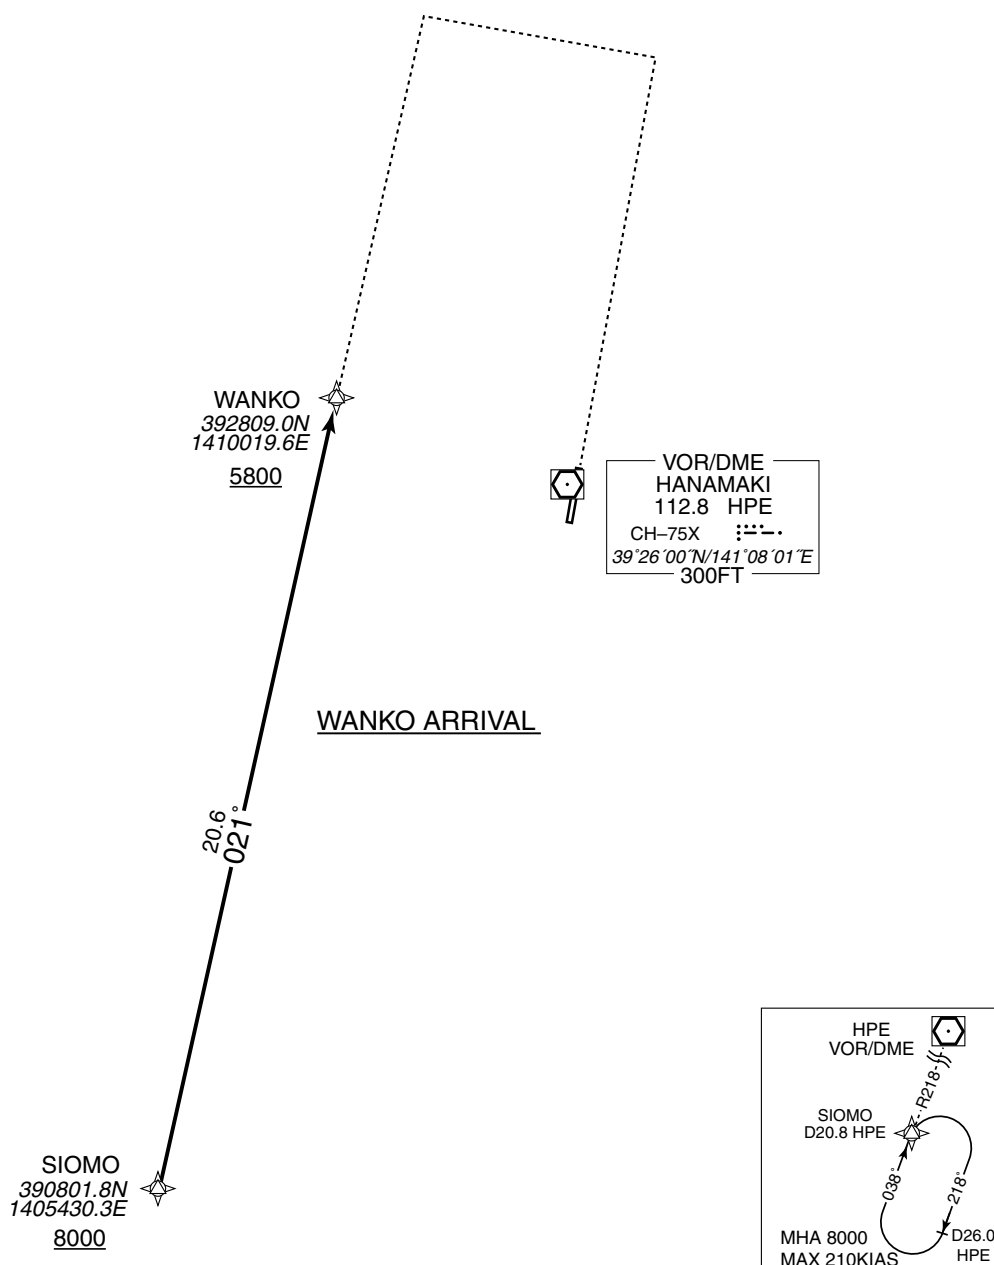 WANKO
392809.0N
1410019.6E
5800
VOR/DME
HANAMAKI
112.8 HPE
CH–75X
39°26´00˝N/141°08´01˝E
300FT
WANKO ARRIVAL
20.6
021°
SIOMO
390801.8N
1405430.3E
8000
HPE
VOR/DME
R218
SIOMO
D20.8 HPE
038°
218°
D26.0
HPE
MHA 8000
MAX 210KIAS